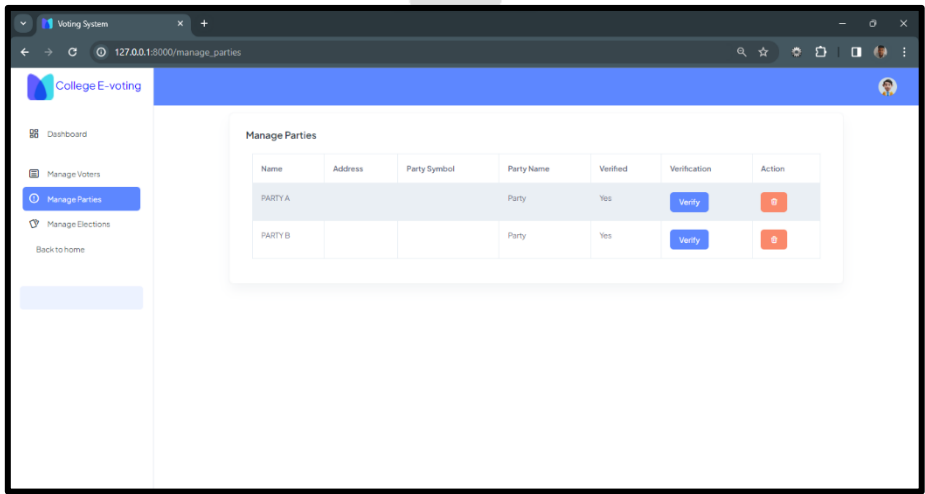 Voting System
127.0.0.1:8000/manage_parties
College E-voting
Dashboard
Manage Voters
Manage Parties
Manage Elections
Back to home
Manage Parties
Name Address Party Symbol Party Name Verified Verification Action
PARTY A Party Yes Verify
PARTY B Party Yes Verify